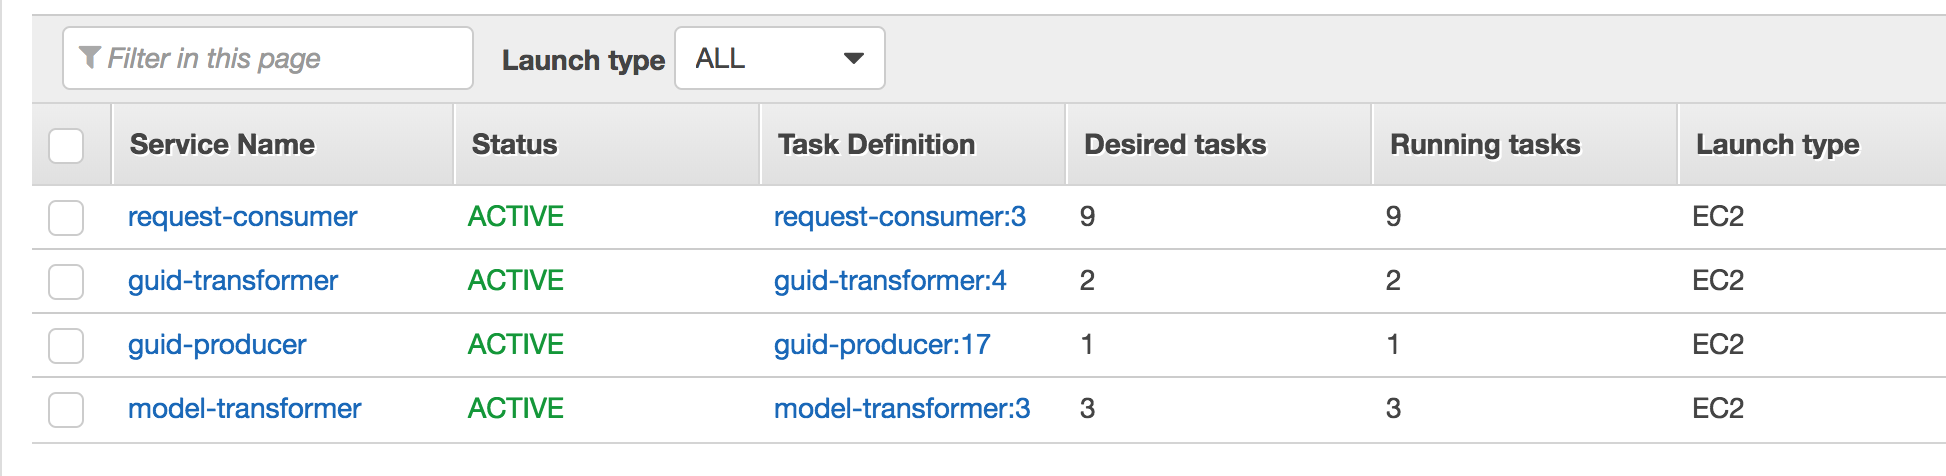 Filter in this page Launch type ALL
Service Name Status Task Definition Desired tasks Running tasks Launch type
request-consumer ACTIVE request-consumer:3 9 9 EC2
guid-transformer ACTIVE guid-transformer:4 2 2 EC2
guid-producer ACTIVE guid-producer:17 1 1 EC2
model-transformer ACTIVE model-transformer:3 3 3 EC2